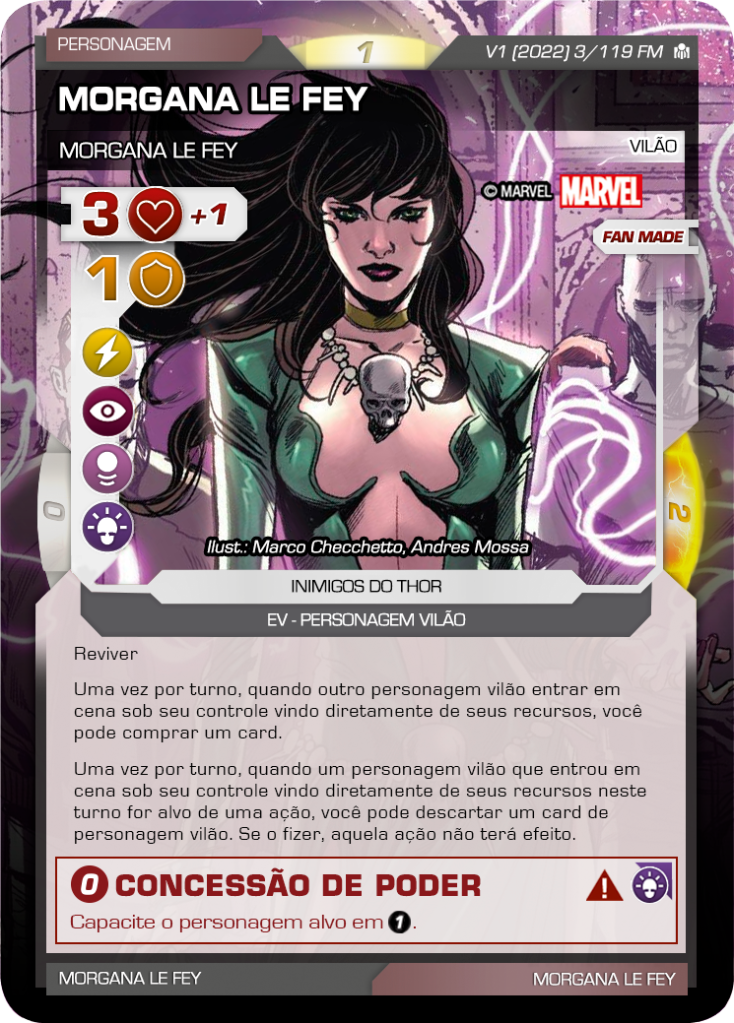 PERSONAGEM
1
V1 (2022) 3/119 FM
MORGANA LE FEY
MORGANA LE FEY
VILÃO
3 +1
© MARVEL MARVEL
FAN MADE
1
0
2
Ilust.: Marco Checchetto, Andres Mossa
INIMIGOS DO THOR
EV - PERSONAGEM VILÃO
Reviver
Uma vez por turno, quando outro personagem vilão entrar em
cena sob seu controle vindo diretamente de seus recursos, você
pode comprar um card.
Uma vez por turno, quando um personagem vilão que entrou em
cena sob seu controle vindo diretamente de seus recursos neste
turno for alvo de uma ação, você pode descartar um card de
personagem vilão. Se o fizer, aquela ação não terá efeito.
0 CONCESSÃO DE PODER
Capacite o personagem alvo em 1.
MORGANA LE FEY
MORGANA LE FEY